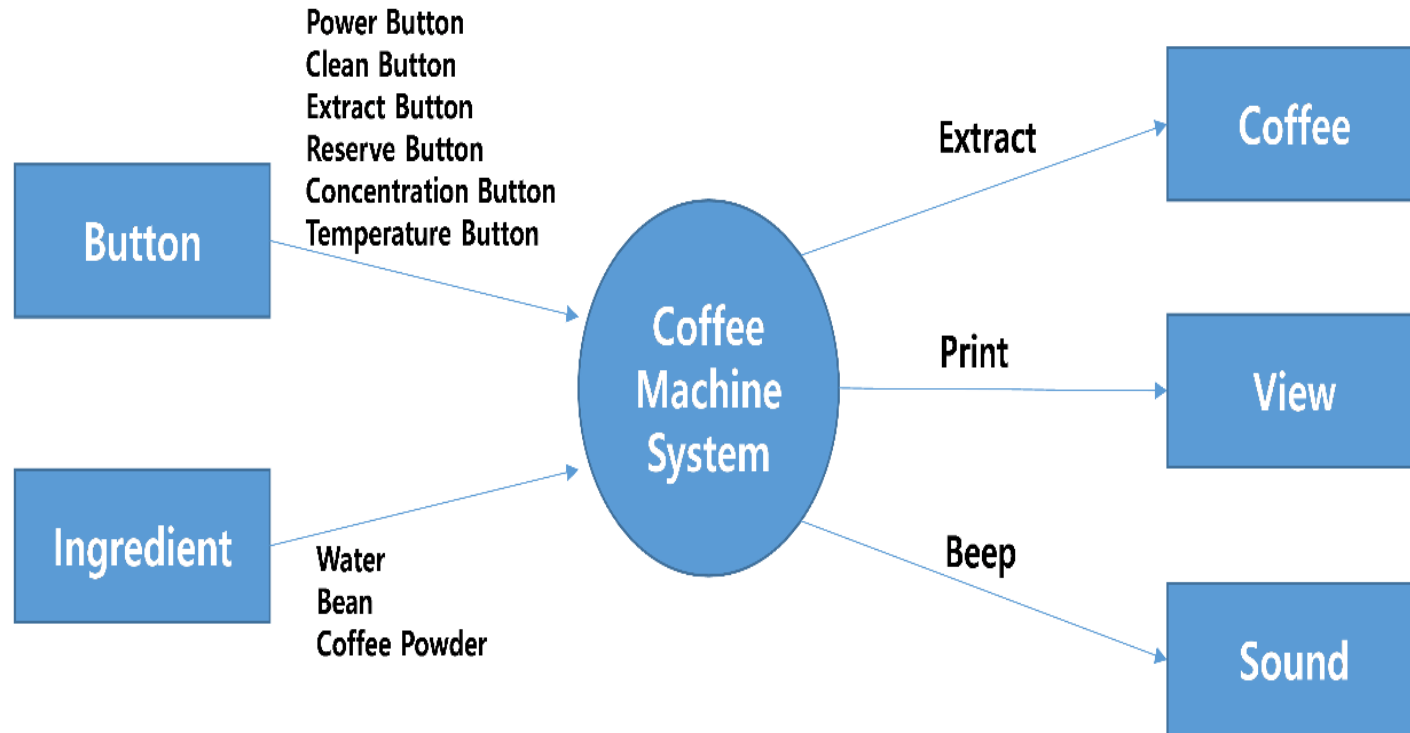 Power Button
Clean Button
Extract Button
Reserve Button
Concentration Button
Temperature Button
Button
Ingredient
Water
Bean
Coffee Powder
Coffee
Machine
System
Extract
Print
Beep
Coffee
View
Sound